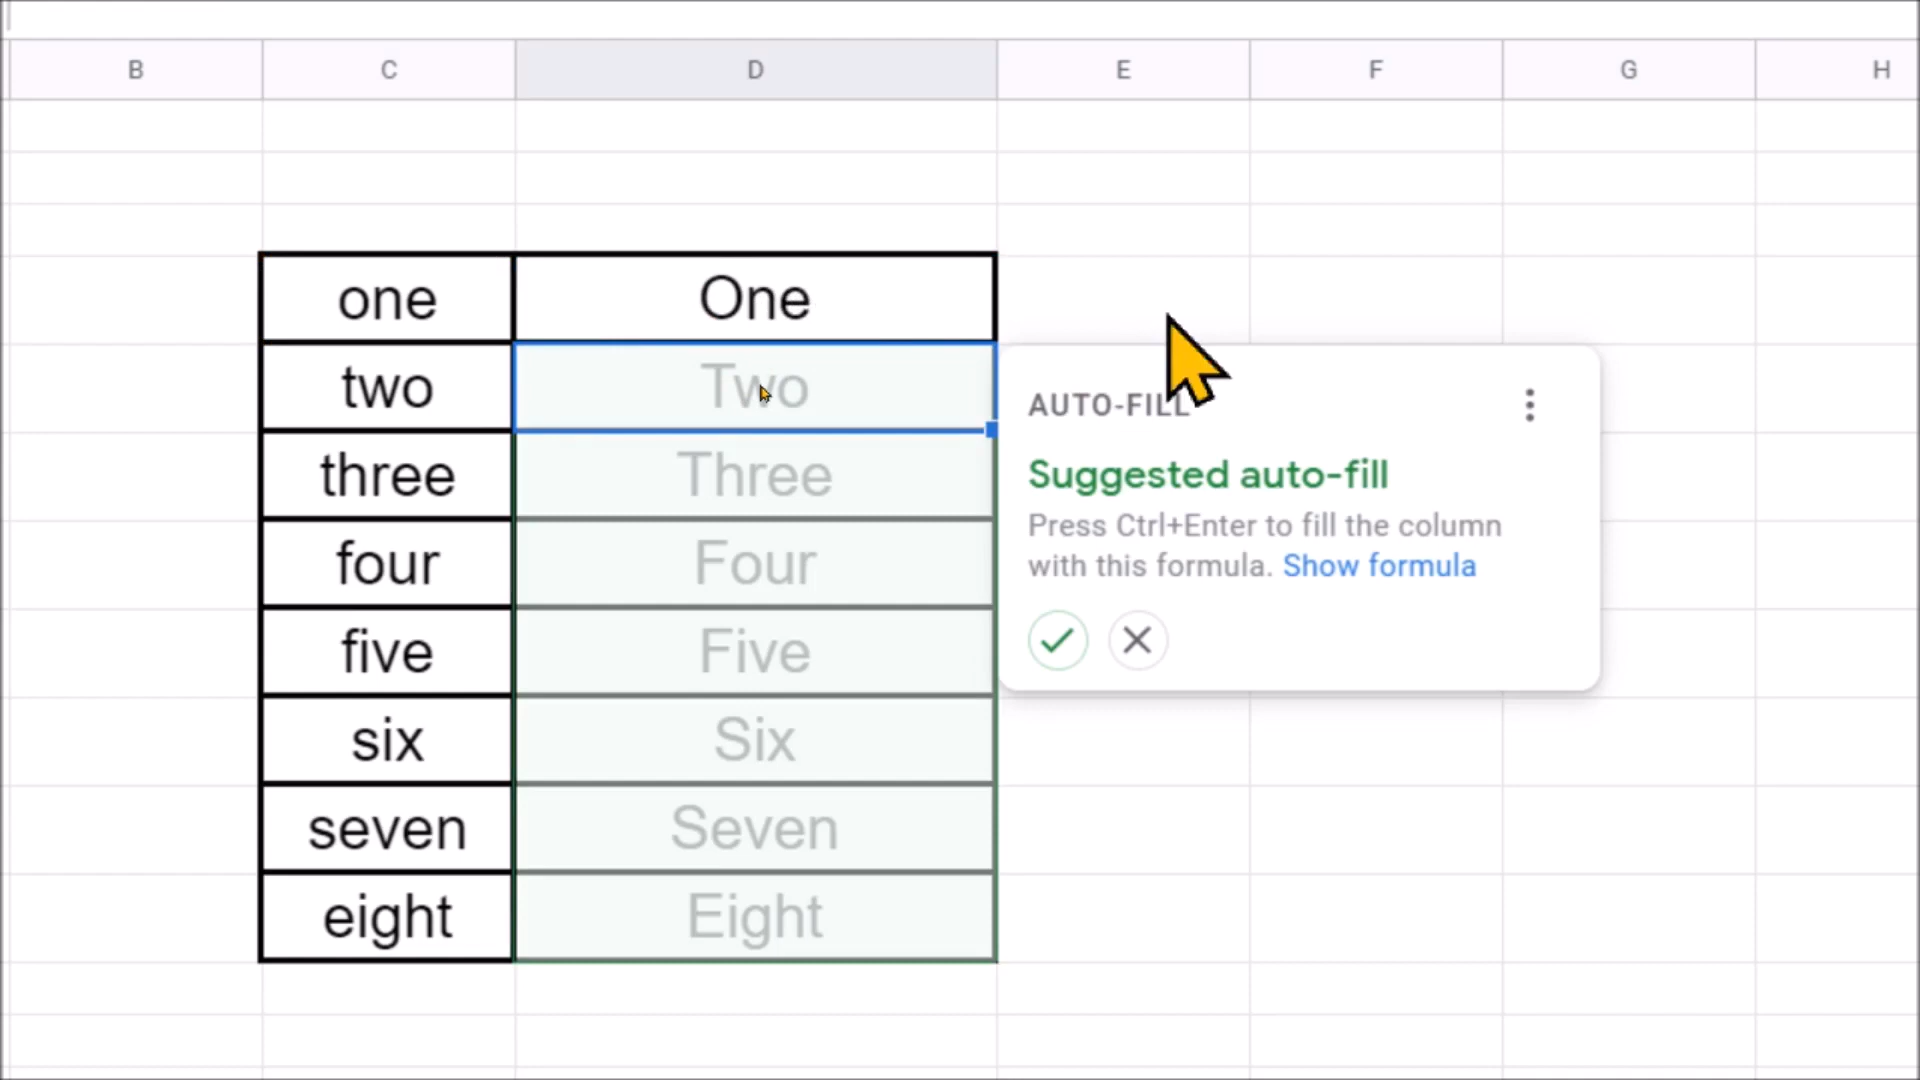 B C D E F G H
one One
two Two
three Three
four Four
five Five
six Six
seven Seven
eight Eight
AUTO-FILL
Suggested auto-fill
Press Ctrl+Enter to fill the column
with this formula. Show formula